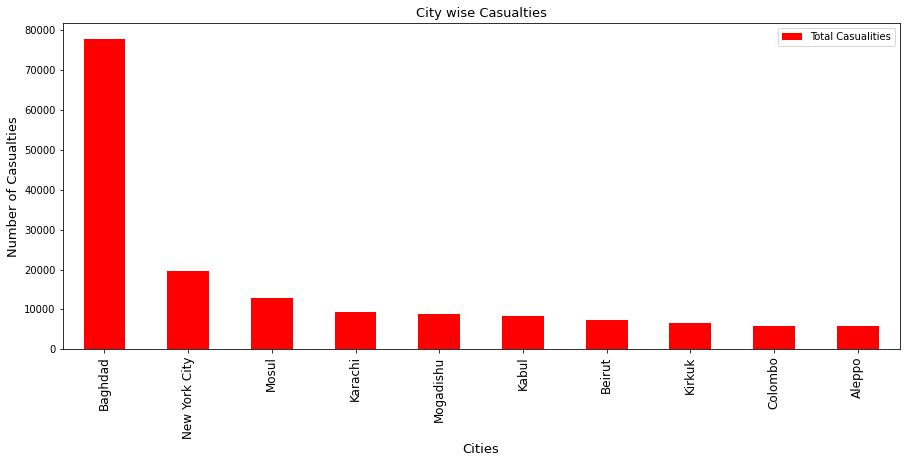 City wise Casualties
Total Casualities
Number of Casualties
80000
70000
60000
50000
40000
30000
20000
10000
0
Baghdad
New York City
Mosul
Karachi
Mogadishu
Kabul
Beirut
Kirkuk
Colombo
Aleppo
Cities